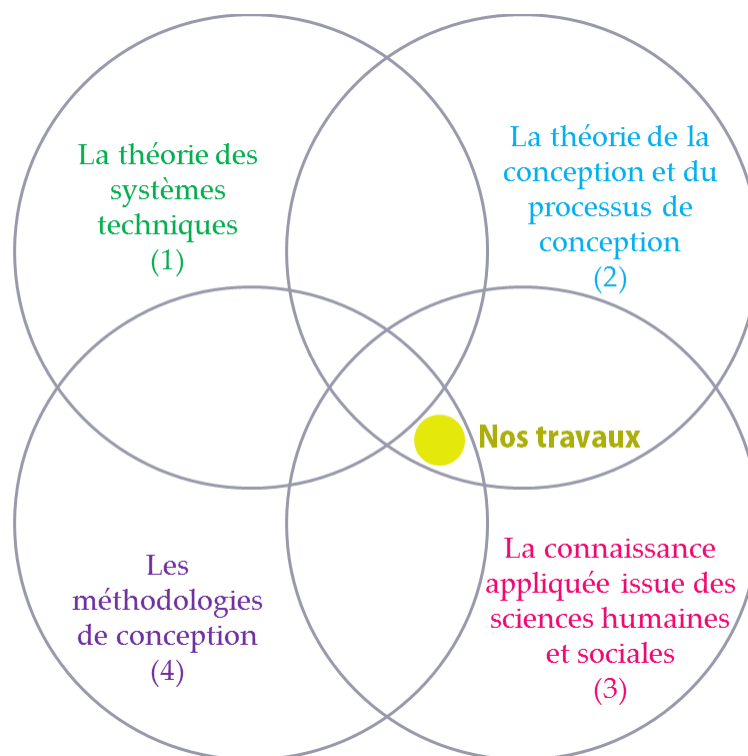 La théorie des
systèmes
techniques
(1)
La théorie de la
conception et du
processus de
conception
(2)
Nos travaux
Les
méthodologies
de conception
(4)
La connaissance
appliquée issue des
sciences humaines
et sociales
(3)